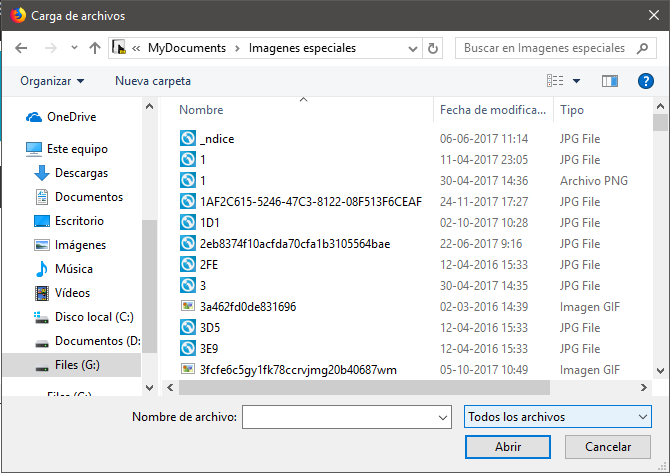 Carga de archivos
« MyDocuments › Imagenes especiales
Buscar en Imagenes especiales
Organizar
Nueva carpeta
?
OneDrive
Este equipo
Descargas
Documentos
Escritorio
Imágenes
Música
Vídeos
Disco local (C:)
Documentos (D:
Files (G:)
Files (G:)
Nombre Fecha de modifica... Tipo
_ndice 06-06-2017 11:14 JPG File
1 11-04-2017 23:05 JPG File
1 30-04-2017 14:36 Archivo PNG
1AF2C615-5246-47C3-8122-08F513F6CEAF 24-11-2017 17:27 JPG File
1D1 02-10-2017 10:28 JPG File
2eb8374f10acfda70cfa1b3105564bae 22-06-2017 9:16 JPG File
2FE 12-04-2016 15:33 JPG File
3 30-04-2017 14:35 JPG File
3a462fd0de831696 02-03-2016 14:39 Imagen GIF
3D5 12-04-2016 15:33 JPG File
3E9 12-04-2016 15:33 JPG File
3fcfe6c5gy1fk78ccrvjmg20b40687wm 05-10-2017 10:49 Imagen GIF
Nombre de archivo:
Todos los archivos
Abrir
Cancelar